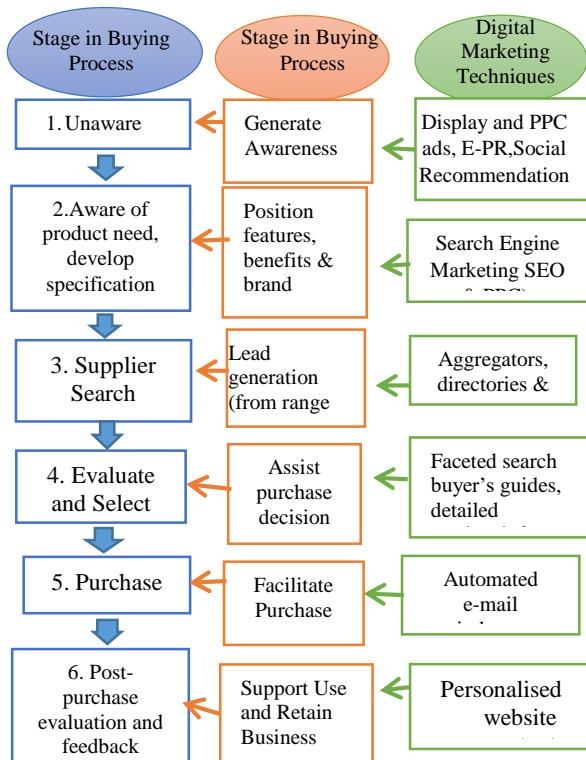 Stage in Buying
Process
Stage in Buying
Process
Digital
Marketing
Techniques
1. Unaware
Generate
Awareness
Display and PPC
ads, E-PR,Social
Recommendation
2.Aware of
product need,
develop
specification
Position
features,
benefits &
brand
Search Engine
Marketing SEO
3. Supplier
Search
Lead
generation
(from range
Aggregators,
directories &
4. Evaluate
and Select
Assist
purchase
decision
Faceted search
buyer's guides,
detailed
5. Purchase
Facilitate
Purchase
Automated
e-mail
6. Post-
purchase
evaluation and
feedback
Support Use
and Retain
Business
Personalised
website